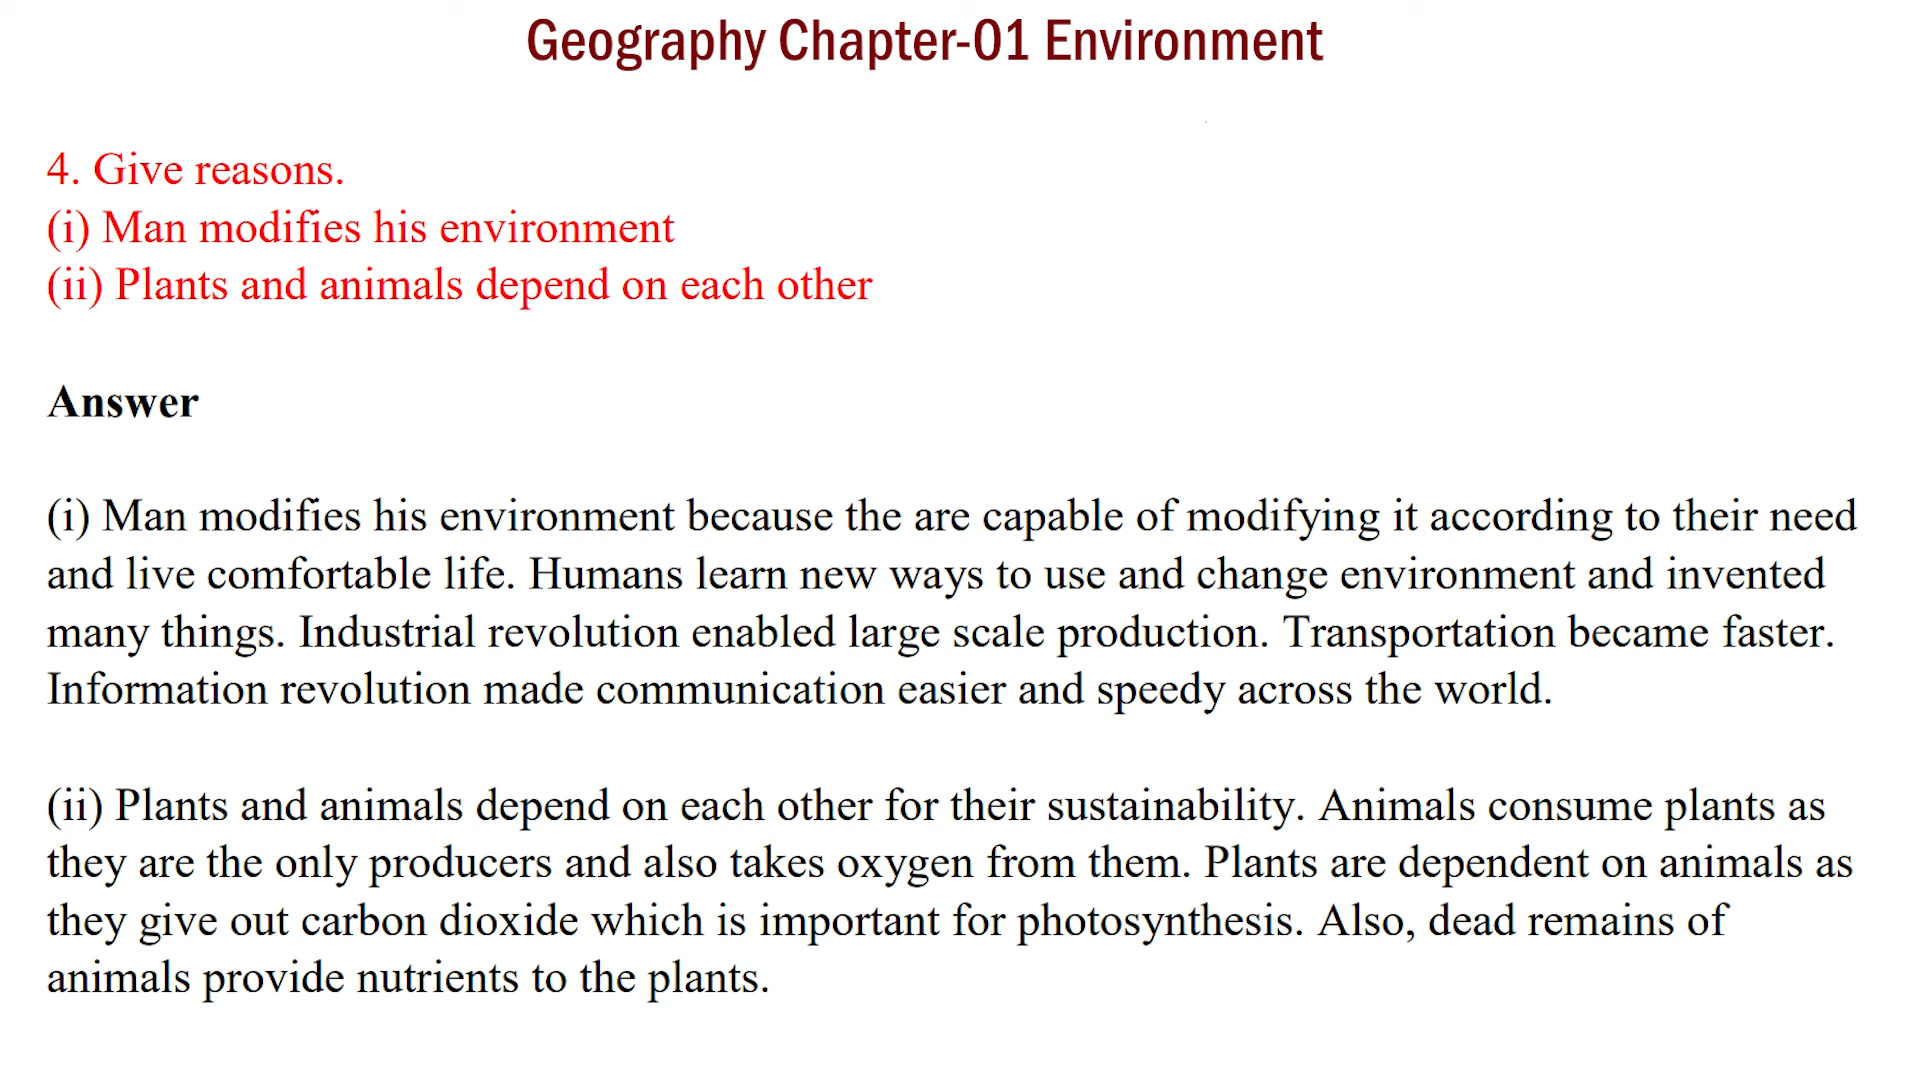 Geography Chapter-01 Environment
4. Give reasons.
(i) Man modifies his environment
(ii) Plants and animals depend on each other
Answer
(i) Man modifies his environment because the are capable of modifying it according to their need
and live comfortable life. Humans learn new ways to use and change environment and invented
many things. Industrial revolution enabled large scale production. Transportation became faster.
Information revolution made communication easier and speedy across the world.
(ii) Plants and animals depend on each other for their sustainability. Animals consume plants as
they are the only producers and also takes oxygen from them. Plants are dependent on animals as
they give out carbon dioxide which is important for photosynthesis. Also, dead remains of
animals provide nutrients to the plants.